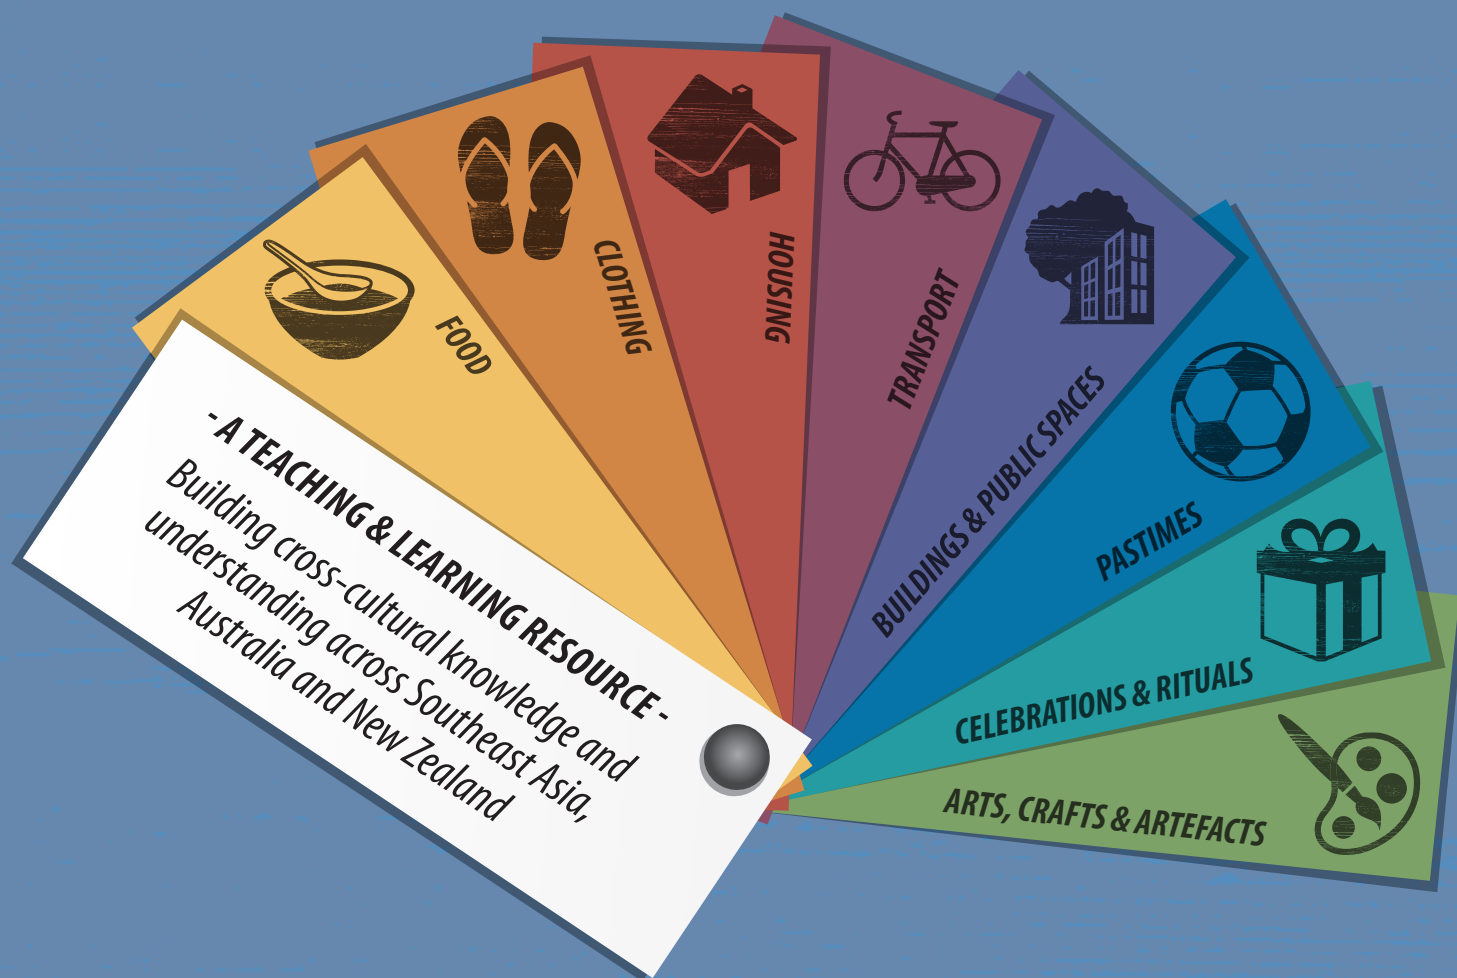 - A TEACHING & LEARNING RESOURCE -
Building cross-cultural knowledge and
understanding across Southeast Asia,
Australia and New Zealand
FOOD
CLOTHING
HOUSING
TRANSPORT
BUILDINGS & PUBLIC SPACES
PASTIMES
CELEBRATIONS & RITUALS
ARTS, CRAFTS & ARTEFACTS